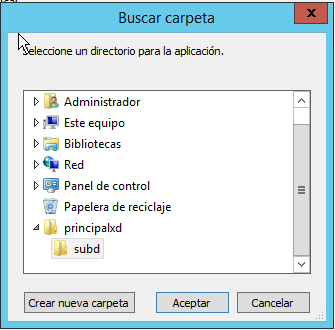 Buscar carpeta
x
Seleccione un directorio para la aplicación.
Administrador
Este equipo
Bibliotecas
Red
Panel de control
Papelera de reciclaje
principalxd
subd
Crear nueva carpeta
Aceptar
Cancelar